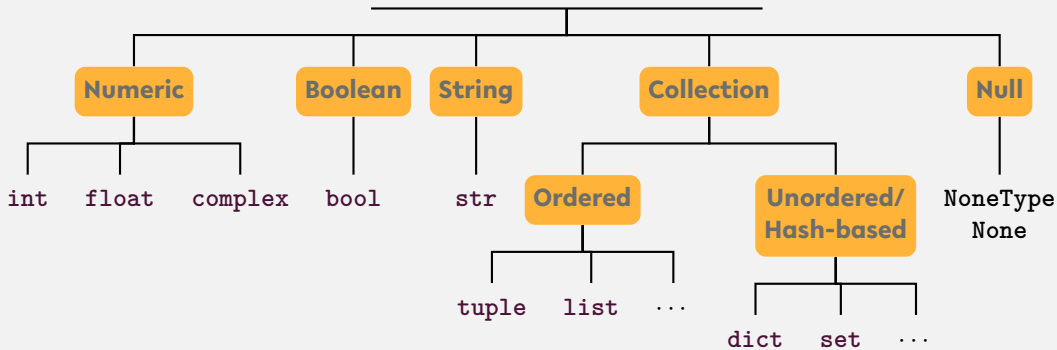 Numeric Boolean String Collection Null
int float complex bool str Ordered Unordered/ NoneType
Hash-based None
tuple list ...
dict set ...